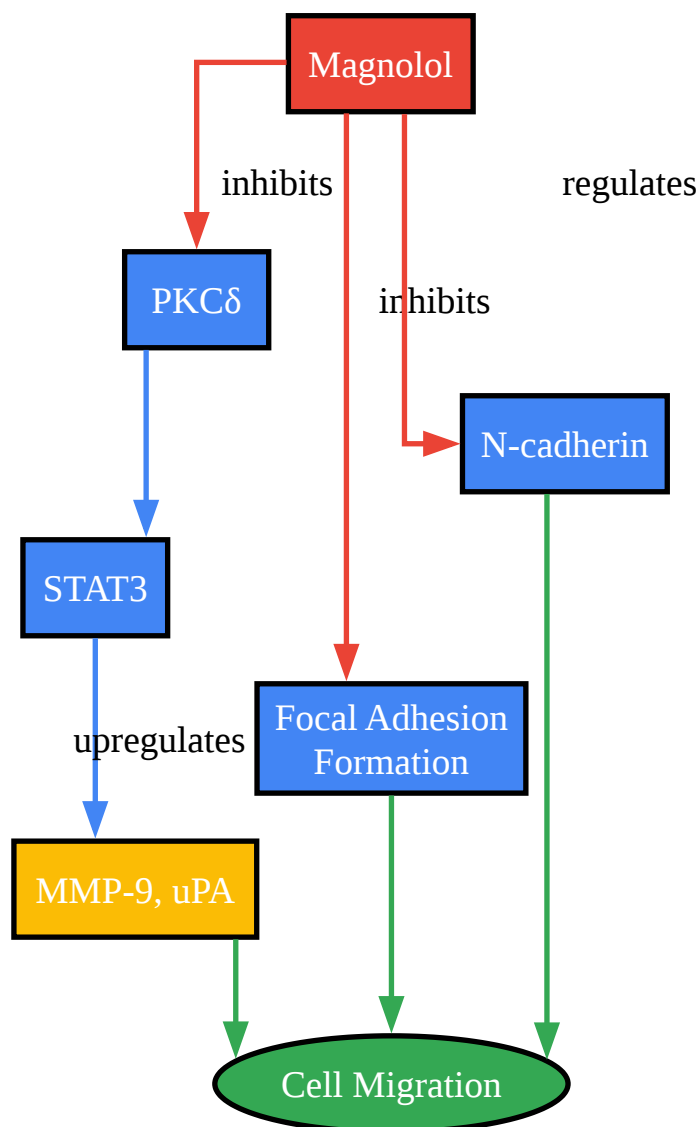 Magnolol
inhibits
regulates
PKCδ
inhibits
N-cadherin
STAT3
Focal Adhesion
Formation
upregulates
MMP-9, uPA
Cell Migration